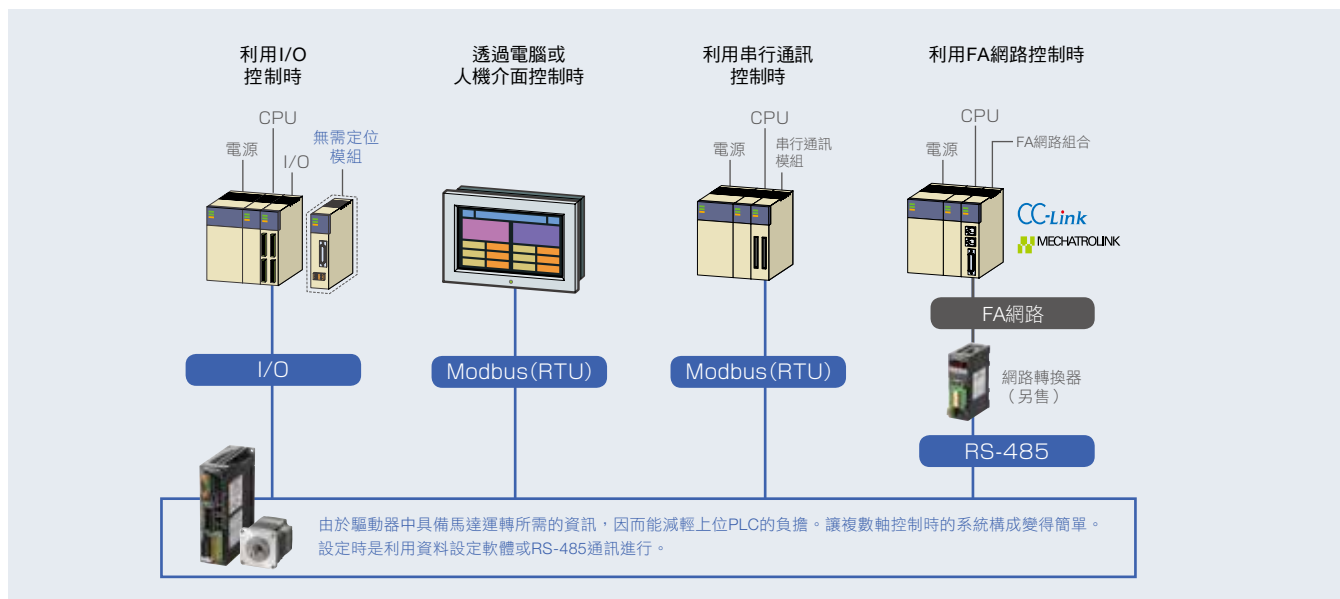 利用I/O
控制時
CPU
電源
I/O
無需定位
模組
I/O
透過電腦或
人機介面控制時
Modbus(RTU)
利用串行通訊
控制時
CPU
電源
串行通訊
模組
Modbus(RTU)
利用FA網路控制時
CPU
電源
FA網路組合
CC-Link
MECHATROLINK
FA網路
網路轉換器
（另售）
RS-485
由於驅動器中具備馬達運轉所需的資訊，因而能減輕上位PLC的負擔。讓複數軸控制時的系統構成變得簡單。
設定時是利用資料設定軟體或RS-485通訊進行。